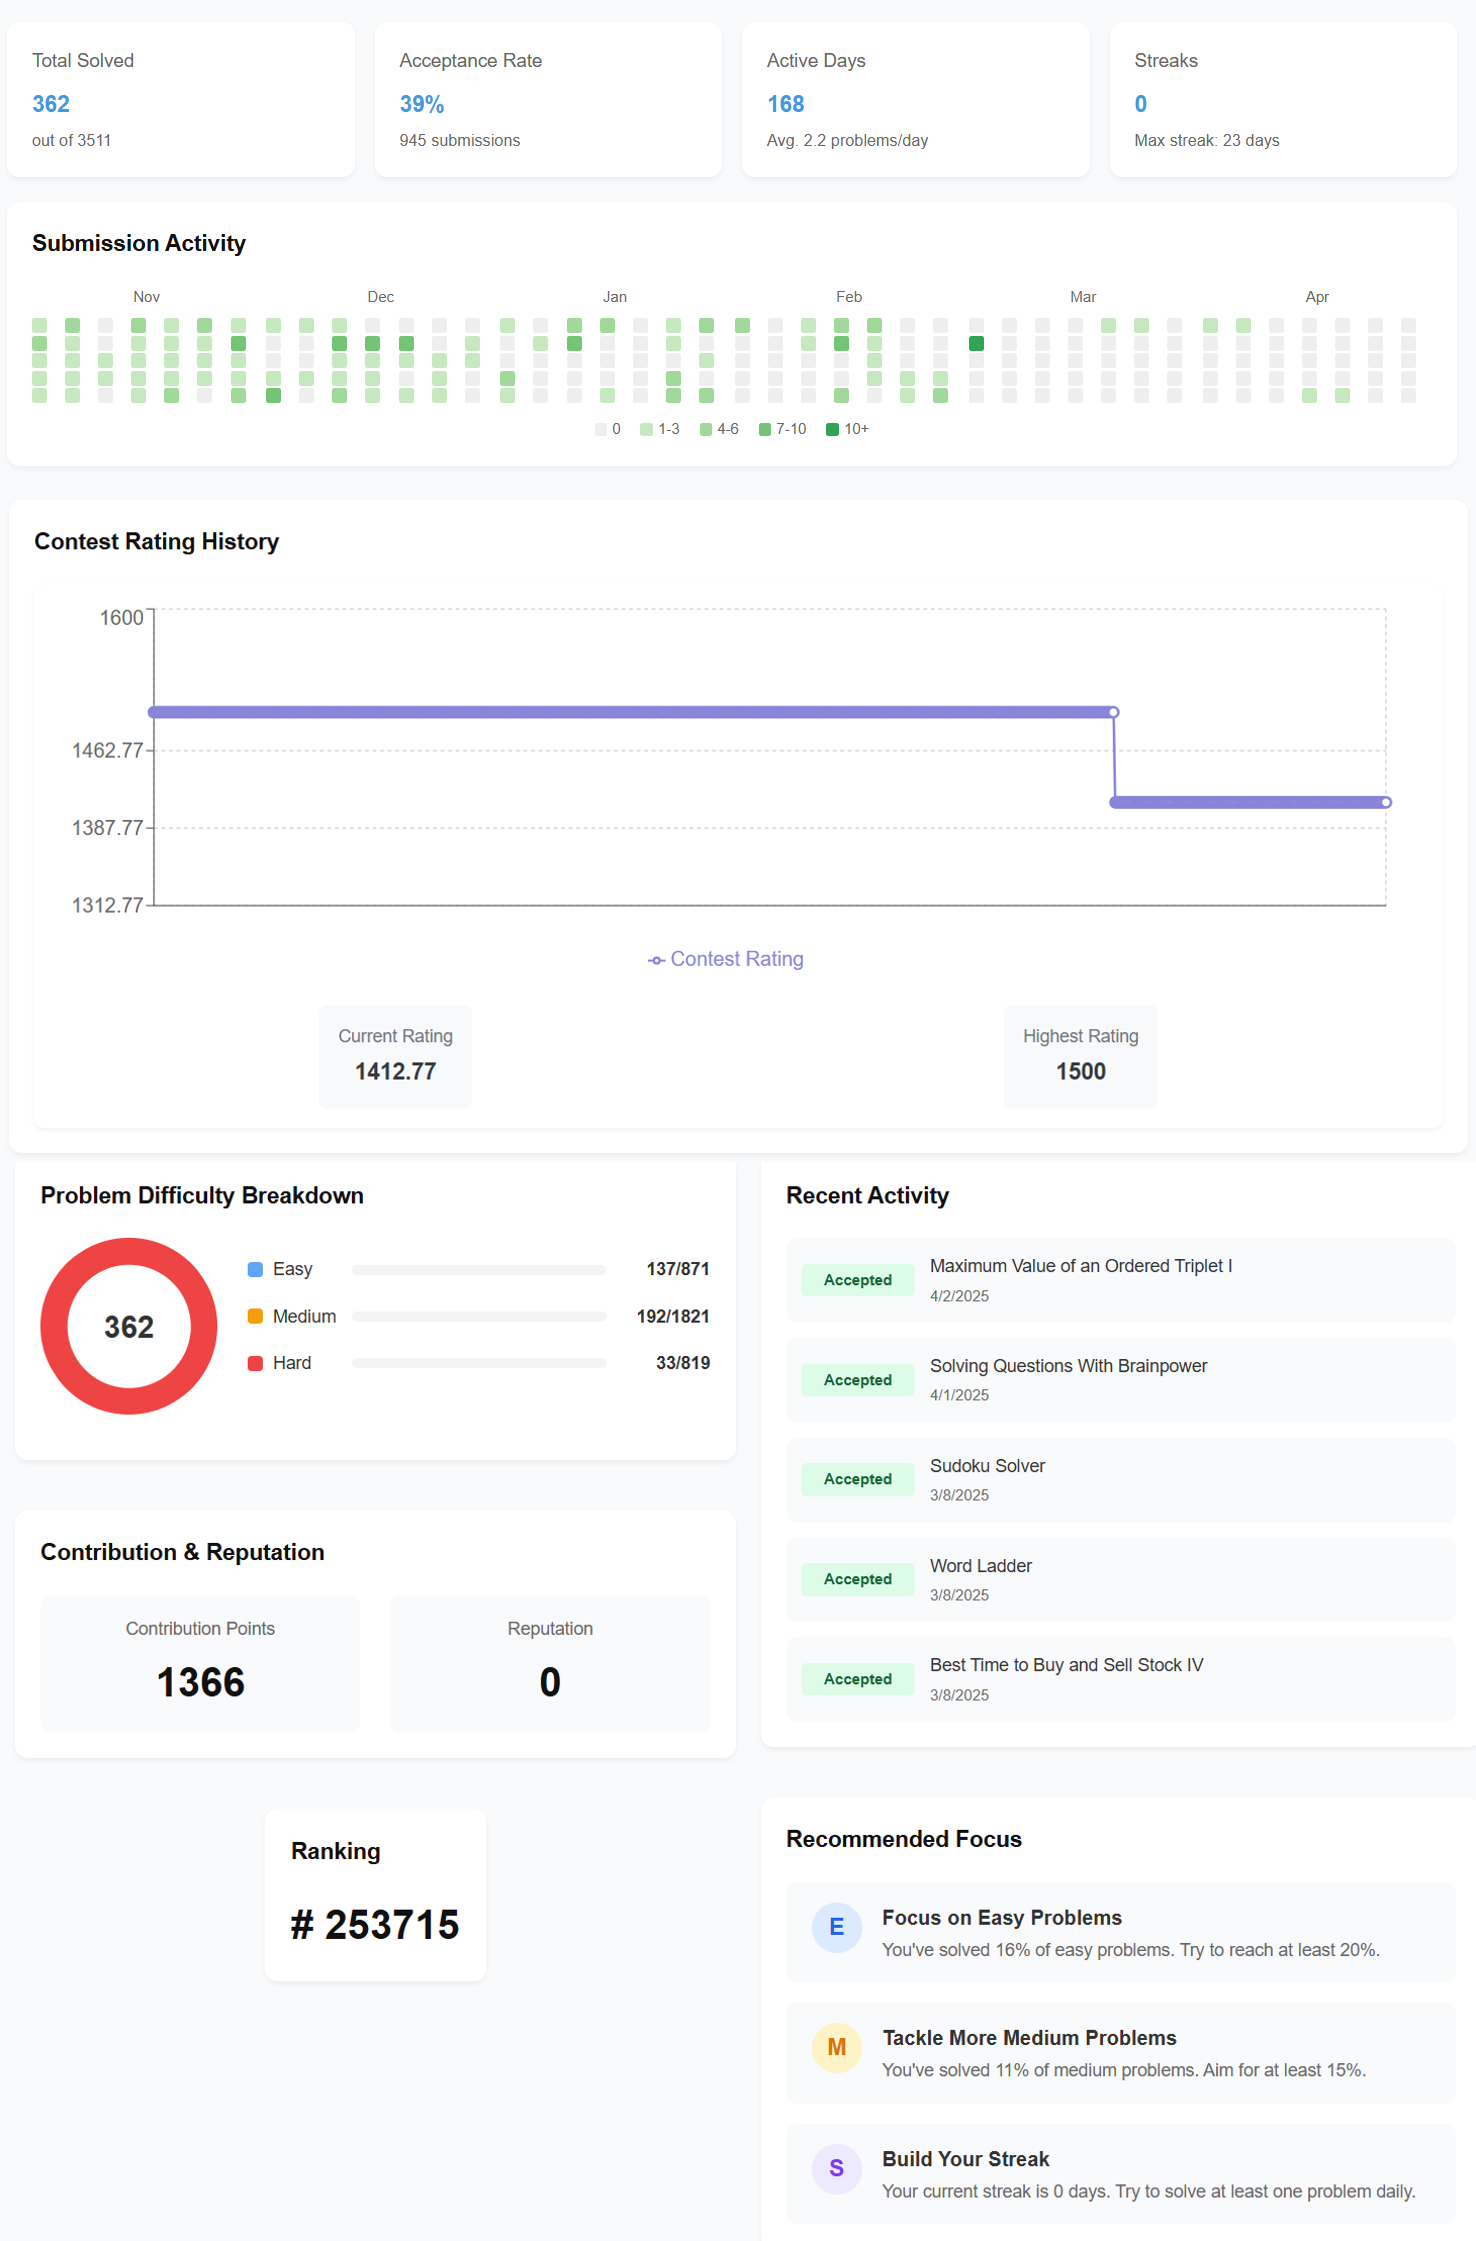 Total Solved
362
out of 3511
Acceptance Rate
39%
945 submissions
Active Days
168
Avg. 2.2 problems/day
Streaks
0
Max streak: 23 days
Submission Activity
Nov Dec Jan Feb Mar Apr
0 1-3 4-6 7-10 10+
Contest Rating History
1600
1462.77
1387.77
1312.77
Contest Rating
Current Rating
1412.77
Highest Rating
1500
Problem Difficulty Breakdown
362
Easy 137/871
Medium 192/1821
Hard 33/819
Contribution & Reputation
Contribution Points
1366
Reputation
0
Ranking
# 253715
Recent Activity
Accepted
Maximum Value of an Ordered Triplet I
4/2/2025
Accepted
Solving Questions With Brainpower
4/1/2025
Accepted
Sudoku Solver
3/8/2025
Accepted
Word Ladder
3/8/2025
Accepted
Best Time to Buy and Sell Stock IV
3/8/2025
Recommended Focus
E
Focus on Easy Problems
You've solved 16% of easy problems. Try to reach at least 20%.
M
Tackle More Medium Problems
You've solved 11% of medium problems. Aim for at least 15%.
S
Build Your Streak
Your current streak is 0 days. Try to solve at least one problem daily.